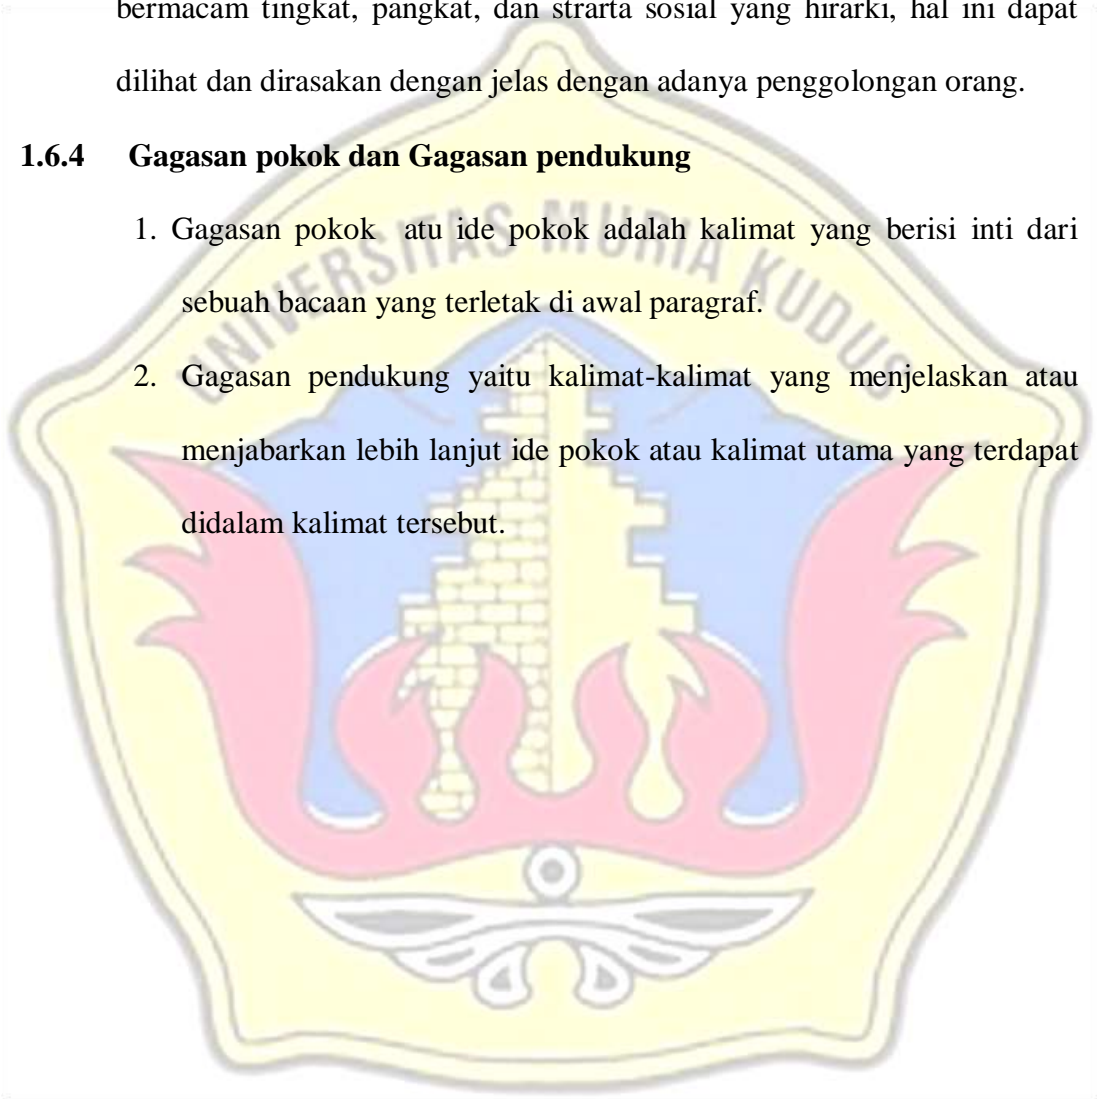 bermacam tingkat, pangkat, dan strarta sosial yang hirarki, hal ini dapat
dilihat dan dirasakan dengan jelas dengan adanya penggolongan orang.
1.6.4 Gagasan pokok dan Gagasan pendukung
1. Gagasan pokok atu ide pokok adalah kalimat yang berisi inti dari
sebuah bacaan yang terletak di awal paragraf.
2. Gagasan pendukung yaitu kalimat-kalimat yang menjelaskan atau
menjabarkan lebih lanjut ide pokok atau kalimat utama yang terdapat
didalam kalimat tersebut.
UNIVERSITAS MURIA KUDUS